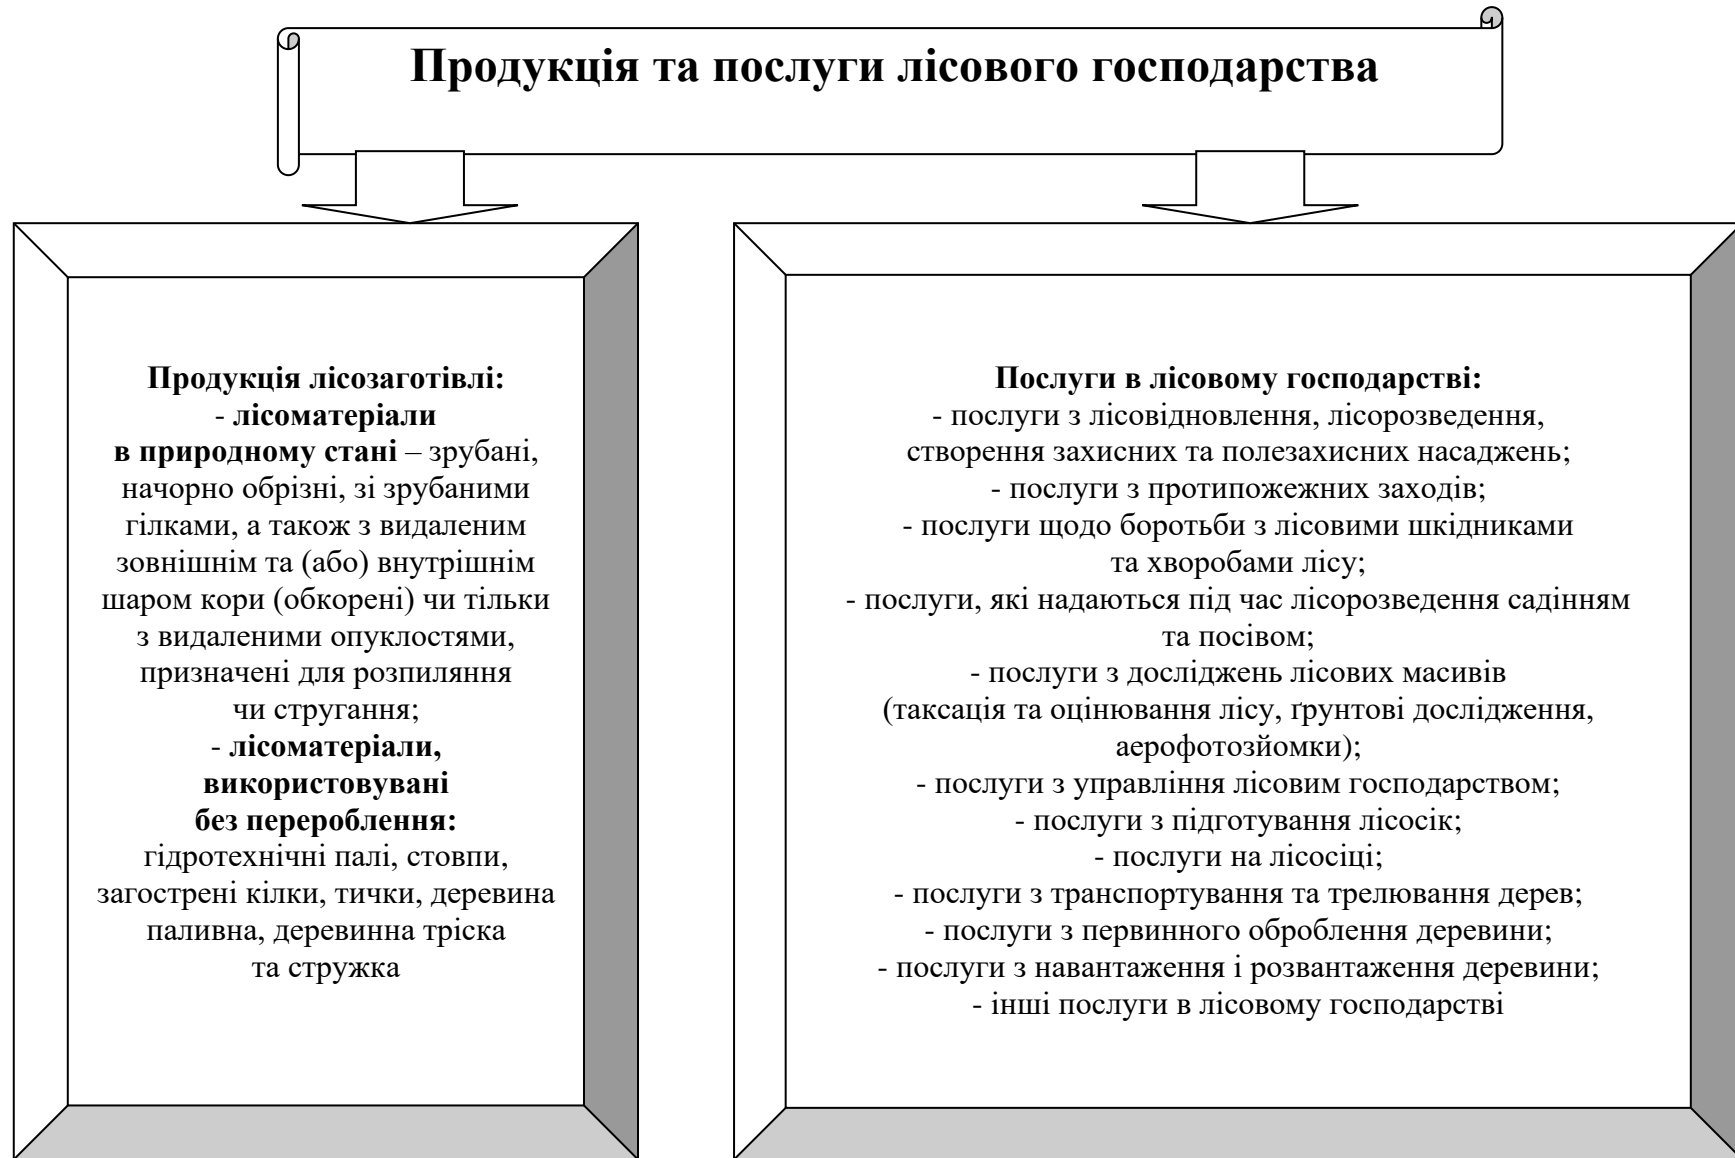 Продукція та послуги лісового господарства
Продукція лісозаготівлі:
- лісоматеріали
в природному стані – зрубані,
начорно обрізні, зі зрубаними
гілками, а також з видаленим
зовнішнім та (або) внутрішнім
шаром кори (обкорені) чи тільки
з видаленими опуклостями,
призначені для розпиляння
чи стругання;
- лісоматеріали,
використовувані
без перероблення:
гідротехнічні палі, стовпи,
загострені кілки, тички, деревина
паливна, деревинна тріска
та стружка
Послуги в лісовому господарстві:
- послуги з лісовідновлення, лісорозведення,
створення захисних та полезахисних насаджень;
- послуги з протипожежних заходів;
- послуги щодо боротьби з лісовими шкідниками
та хворобами лісу;
- послуги, які надаються під час лісорозведення садінням
та посівом;
- послуги з досліджень лісових масивів
(таксація та оцінювання лісу, ґрунтові дослідження,
аерофотозйомки);
- послуги з управління лісовим господарством;
- послуги з підготування лісосік;
- послуги на лісосіці;
- послуги з транспортування та трелювання дерев;
- послуги з первинного оброблення деревини;
- послуги з навантаження і розвантаження деревини;
- інші послуги в лісовому господарстві